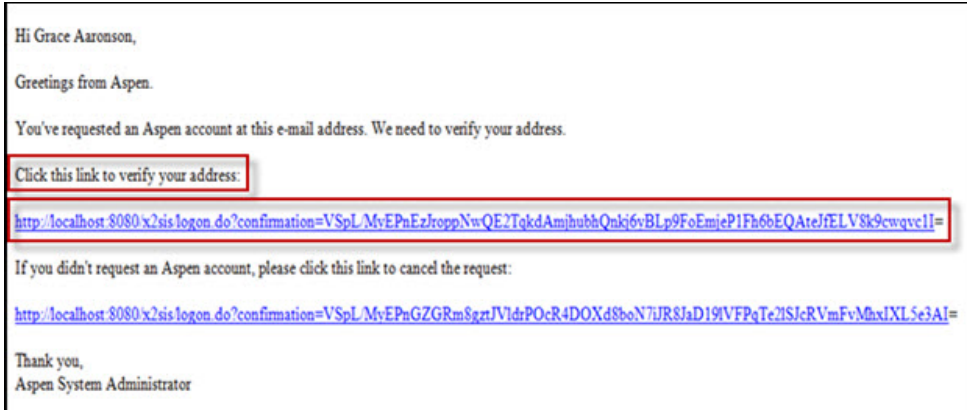 Hi Grace Aaronson,
Greetings from Aspen.
You've requested an Aspen account at this e-mail address. We need to verify your address.
Click this link to verify your address:
http://localhost:8080/x2sis/logon.do?confirmation=VSpL/MyEPnEzJroppNwQE2TqkdAmjhubhQnkj6yBLp9FoEmjeP1Fh6bEQAteJfELV8k9cwqvc1I=
If you didn't request an Aspen account, please click this link to cancel the request:
http://localhost:8080/x2sis/logon.do?confirmation=VSpL/MyEPnGZGRm8gztJVldrPOcR4DOXd8boN7iJR8JaD19lVFPqTe2lSJcRVmFvMhxIXL5e3AI=
Thank you,
Aspen System Administrator